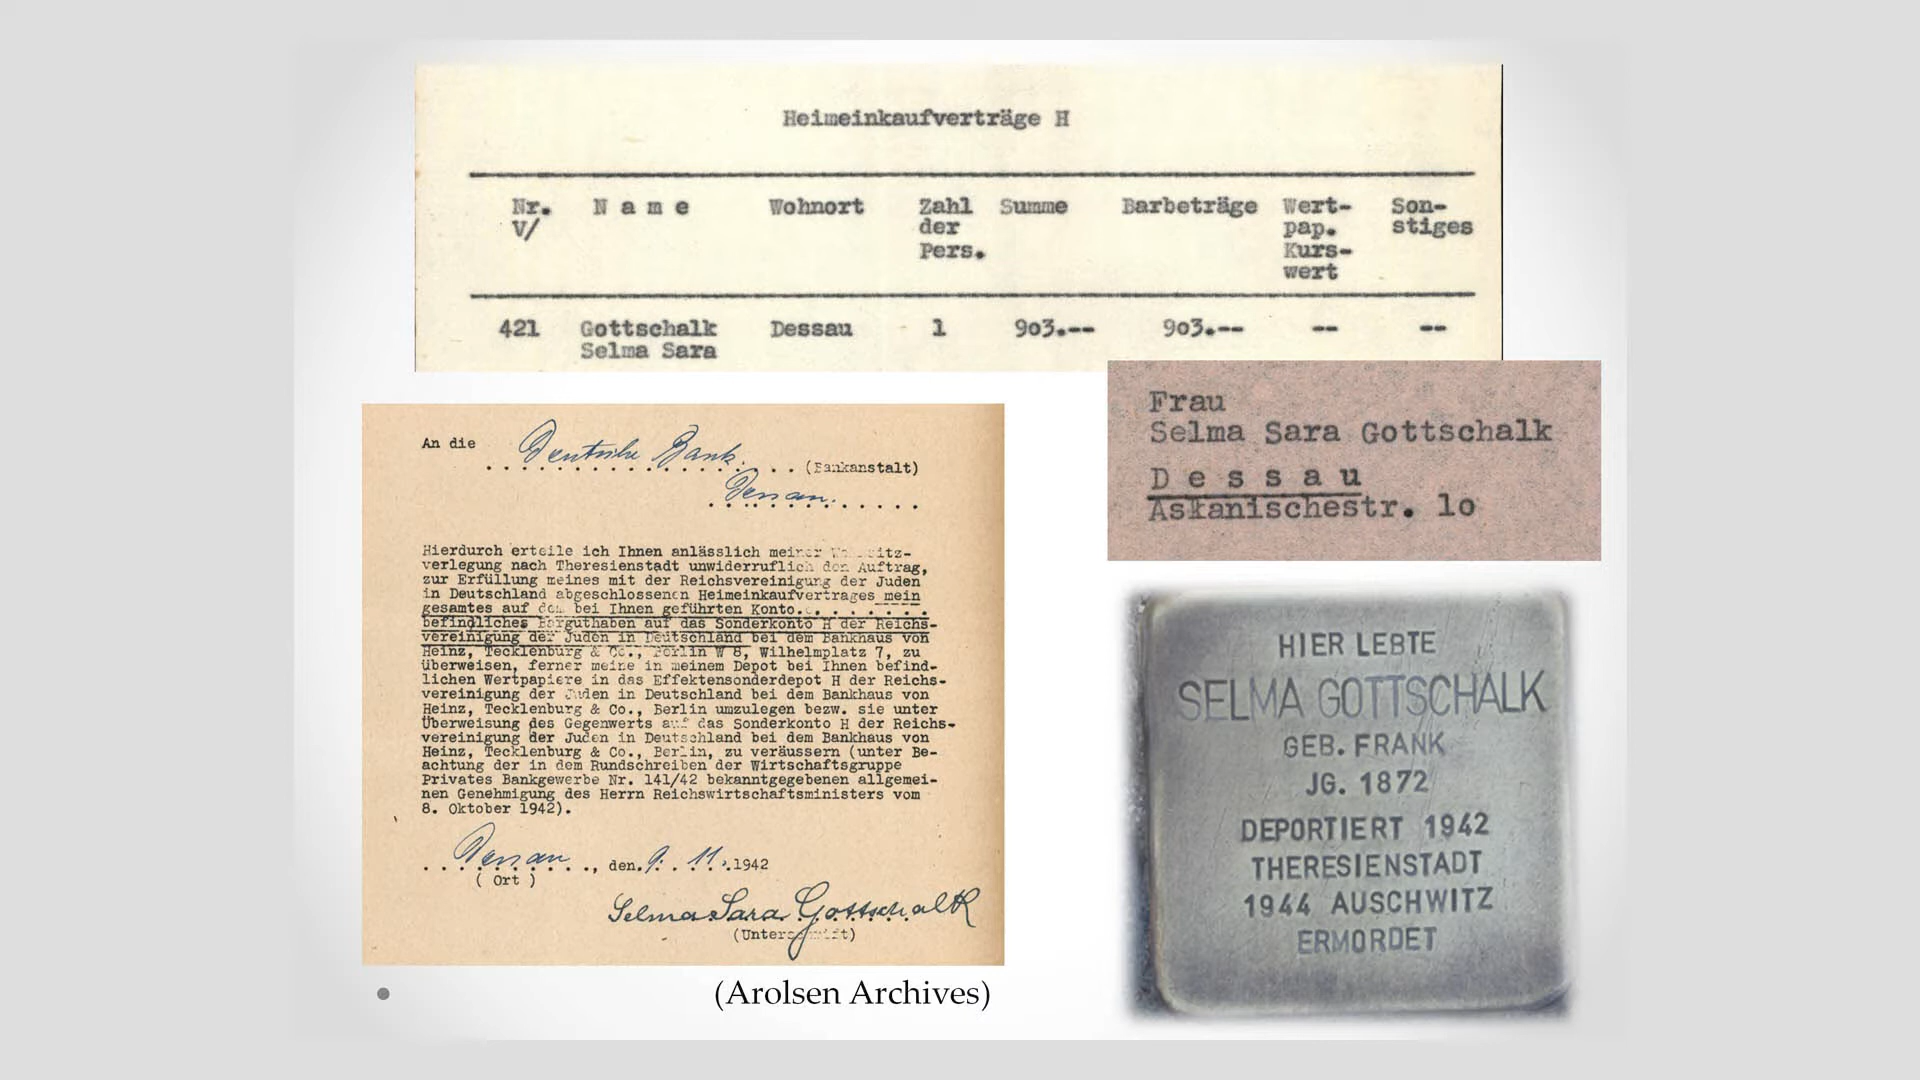 Heimeinkaufverträge H
Nr. V/ N a m e Wohnort Zahl der Pers. Summe Barbeträge Wert- pap. Kurs- wert Son- stiges
421 Gottschalk Dessau 1 903.-- 903.-- -- --
Selma Sara
Frau
Selma Sara Gottschalk
D e s s a u
Askanischestr. 10
An die Deutsche Bank. (Bankanstalt)
Dessau.
Hierdurch erteile ich Ihnen anlässlich meiner
verlegung nach Theresienstadt unwiderruflich den Auftrag,
zur Erfüllung meines mit der Reichsvereinigung der Juden
in Deutschland abgeschlossenen Heimeinkaufvertrages mein
gesamtes auf dem bei Ihnen geführten Konto. . . . . . . . .
befindliches Barguthaben auf das Sonderkonto H der Reichs-
vereinigung der Juden in Deutschland bei dem Bankhaus von
Heinz, Tecklenburg & Co., Berlin W 8, Wilhelmplatz 7, zu
überweisen, ferner meine in meinem Depot bei Ihnen befind-
lichen Wertpapiere in das Effektensonderdepot H der Reichs-
vereinigung der Juden in Deutschland bei dem Bankhaus von
Heinz, Tecklenburg & Co., Berlin umzulegen bezw. sie unter
Überweisung des Gegenwerts auf das Sonderkonto H der Reichs-
vereinigung der Juden in Deutschland bei dem Bankhaus von
Heinz, Tecklenburg & Co., Berlin, zu veräussern (unter Be-
achtung der in dem Rundschreiben der Wirtschaftsgruppe
Privates Bankgewerbe Nr. 141/42 bekanntgegebenen allgemei-
nen Genehmigung des Herrn Reichswirtschaftsministers vom
8. Oktober 1942).
Dessau, den 9. 11. 1942
( Ort )
Selma Sara Gottschalk
(Unterschrift)
(Arolsen Archives)
HIER LEBTE
SELMA GOTTSCHALK
GEB. FRANK
JG. 1872
DEPORTIERT 1942
THERESIENSTADT
1944 AUSCHWITZ
ERMORDET